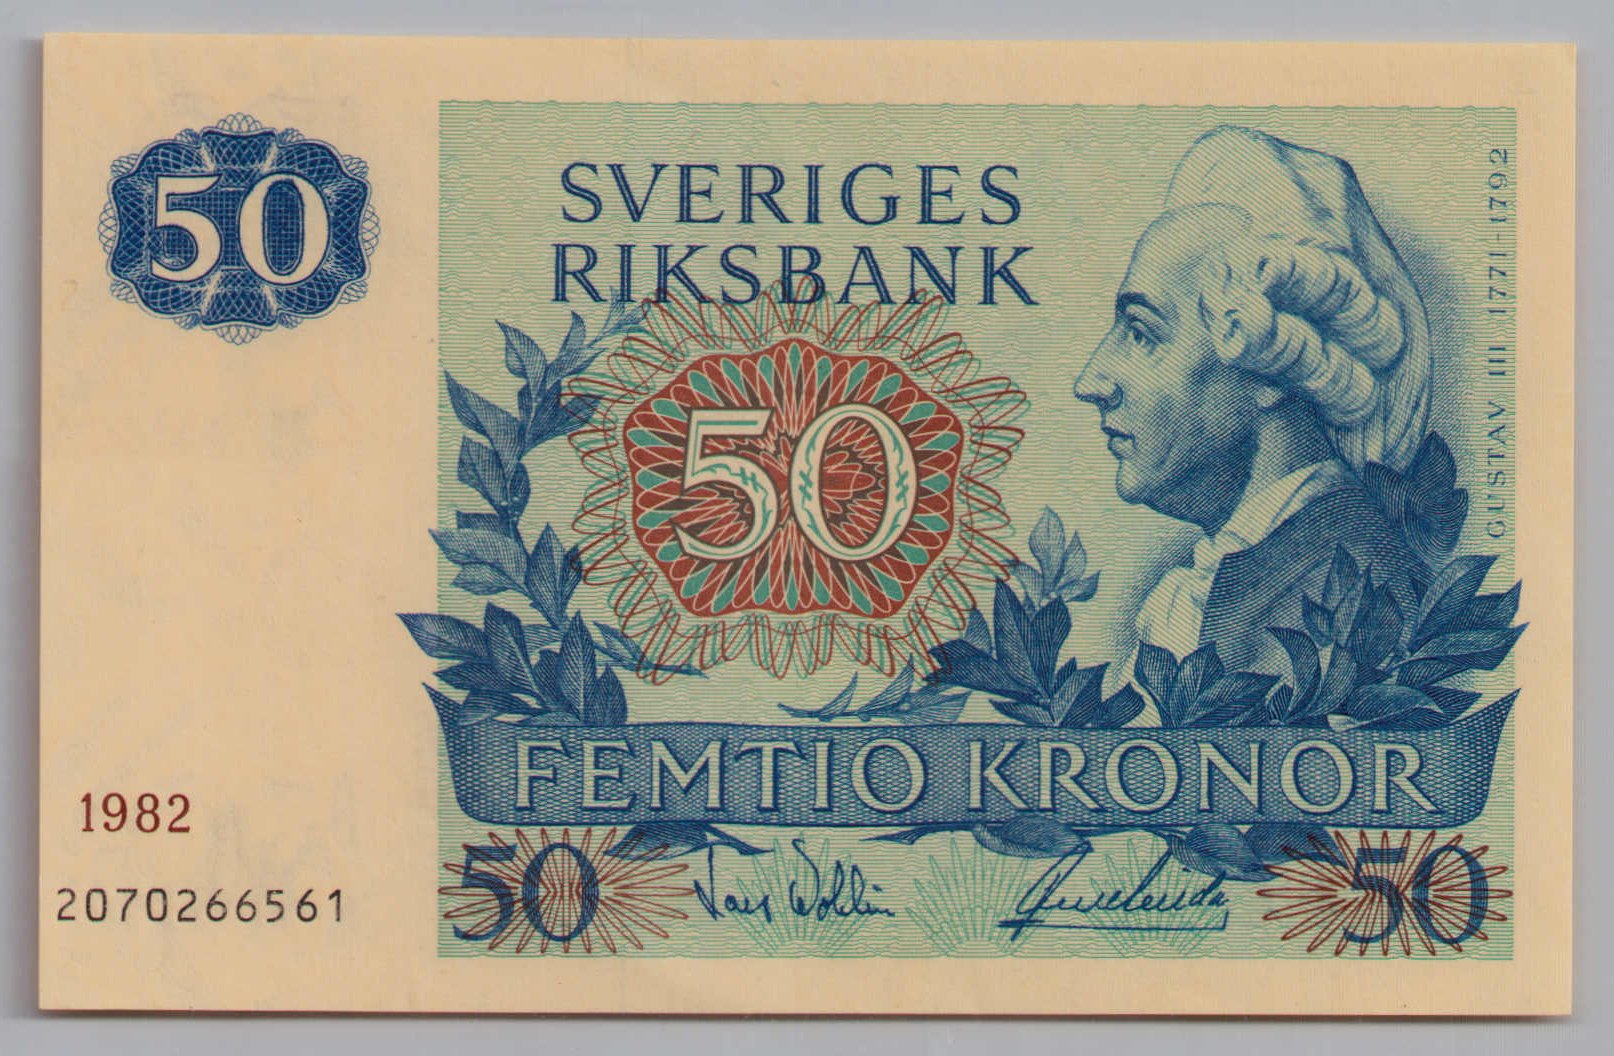 50
SVERIGES
RIKSBANK
50
GUSTAV III 1771-1792
FEMTIO KRONOR
1982
2070266561
50
50